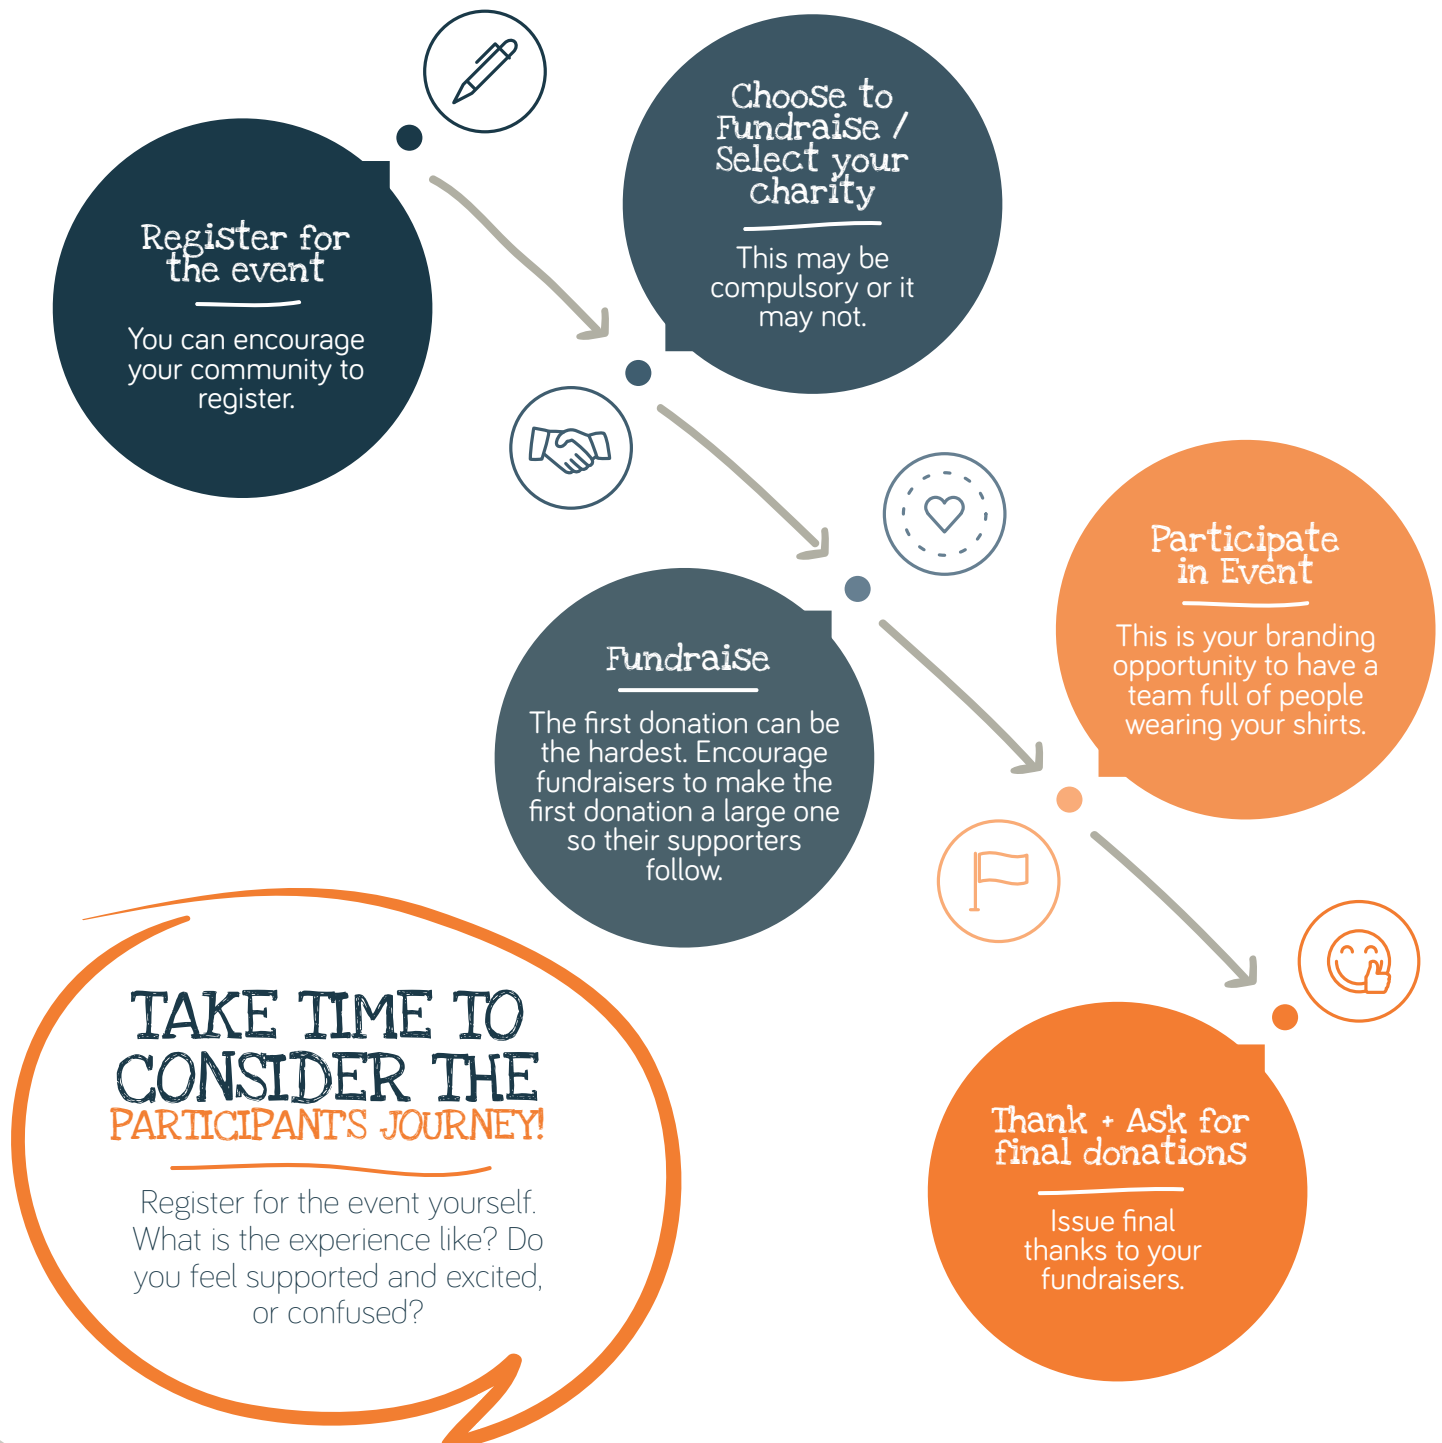 Register for
the event
You can encourage
your community to
register.
Choose to
Fundraise /
Select your
charity
This may be
compulsory or it
may not.
Fundraise
The first donation can be
the hardest. Encourage
fundraisers to make the
first donation a large one
so their supporters
follow.
Participate
in Event
This is your branding
opportunity to have a
team full of people
wearing your shirts.
Thank + Ask for
final donations
Issue final
thanks to your
fundraisers.
TAKE TIME TO
CONSIDER THE
PARTICIPANT'S JOURNEY!
Register for the event yourself.
What is the experience like? Do
you feel supported and excited,
or confused?